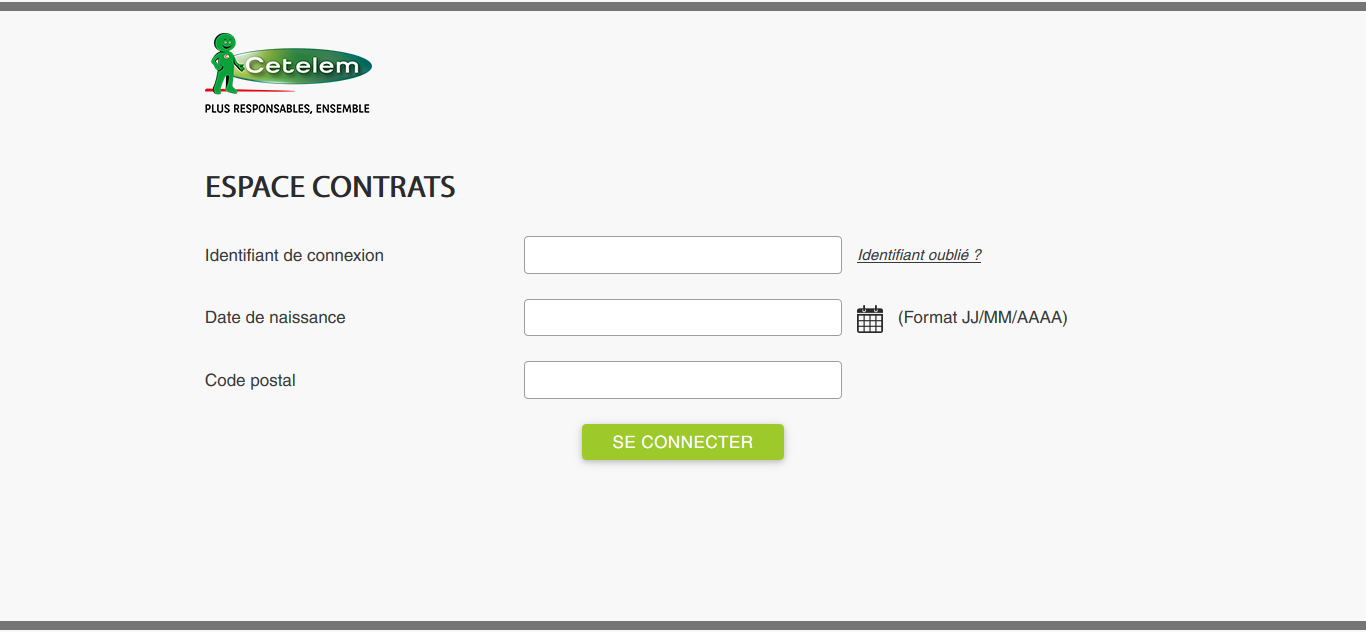 Cetelem
PLUS RESPONSABLES, ENSEMBLE
ESPACE CONTRATS
Identifiant de connexion
Identifiant oublié ?
Date de naissance
(Format JJ/MM/AAAA)
Code postal
SE CONNECTER